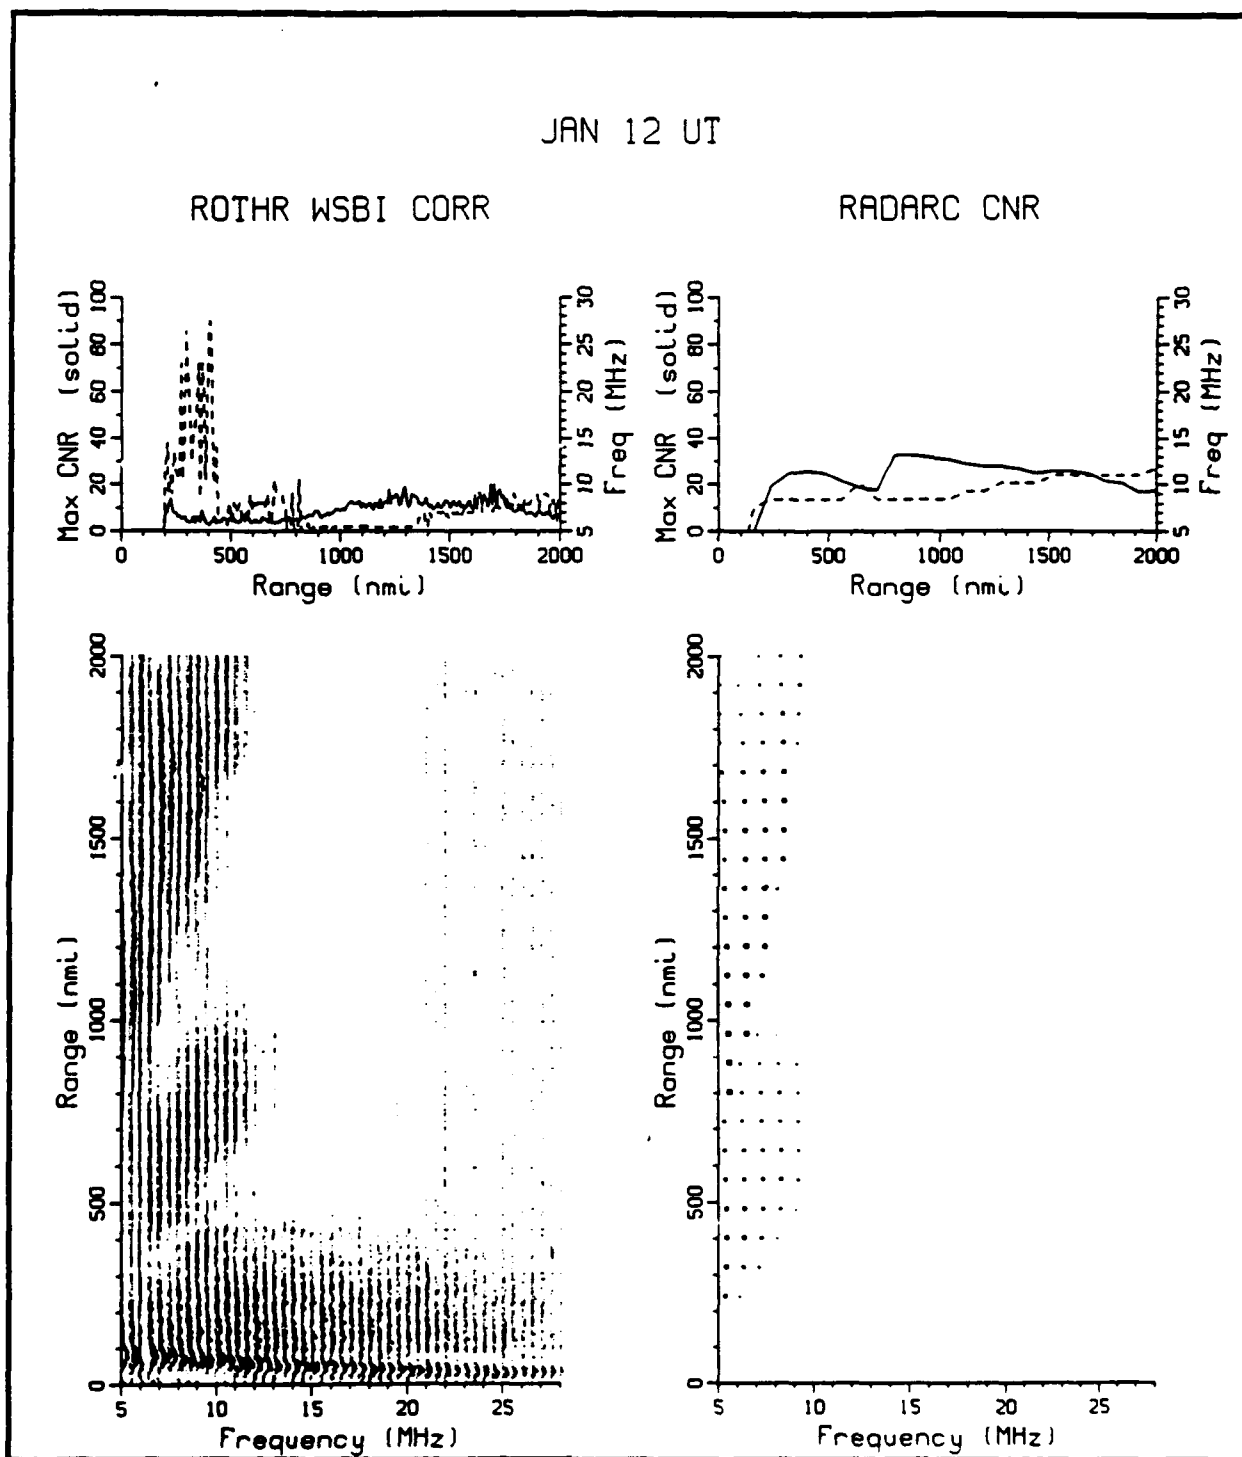 JAN 12 UT
ROTHR WSBI CORR
RADARC CNR
Max CNR (solid)
0 20 40 60 80 100
0 500 1000 1500 2000
Range (nmi)
5 10 15 20 25 30
Freq (MHz)
Max CNR (solid)
0 20 40 60 80 100
0 500 1000 1500 2000
Range (nmi)
5 10 15 20 25 30
Freq (MHz)
Range (nmi)
0 500 1000 1500 2000
5 10 15 20 25
Frequency (MHz)
Range (nmi)
0 500 1000 1500 2000
5 10 15 20 25
Frequency (MHz)